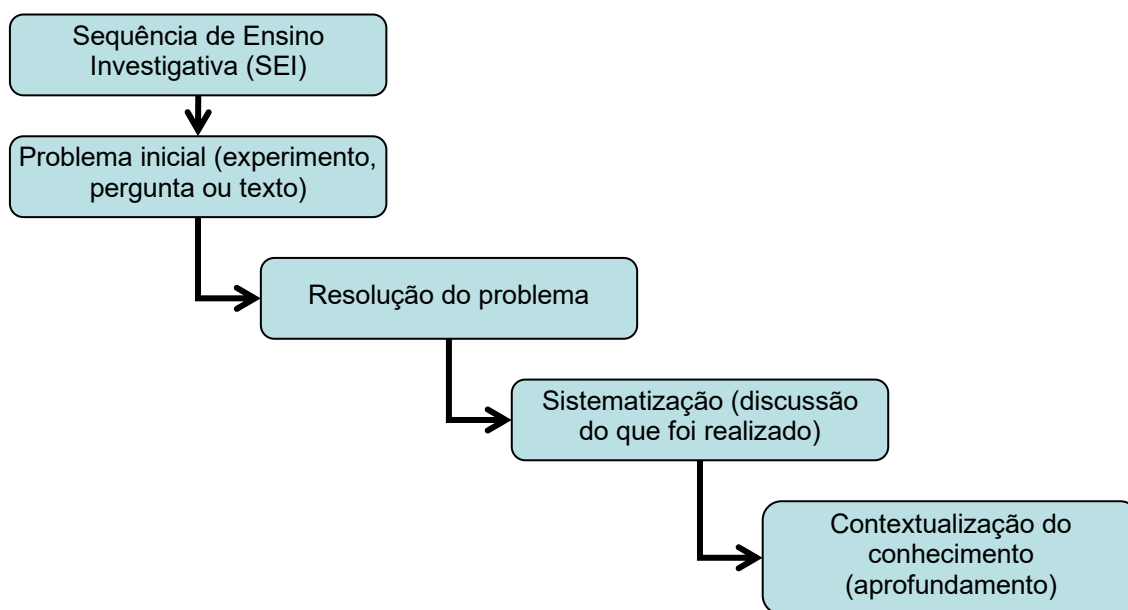 Sequência de Ensino
Investigativa (SEI)
Problema inicial (experimento,
pergunta ou texto)
Resolução do problema
Sistematização (discussão
do que foi realizado)
Contextualização do
conhecimento
(aprofundamento)